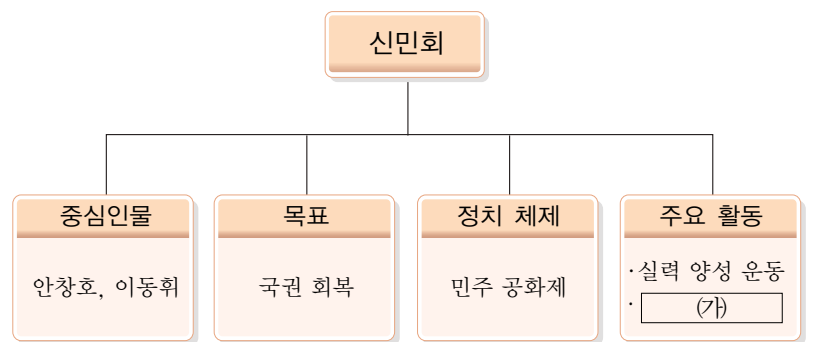 신민회
중심인물
안창호, 이동휘
목표
국권 회복
정치 체제
민주 공화제
주요 활동
·실력 양성 운동
· (가)